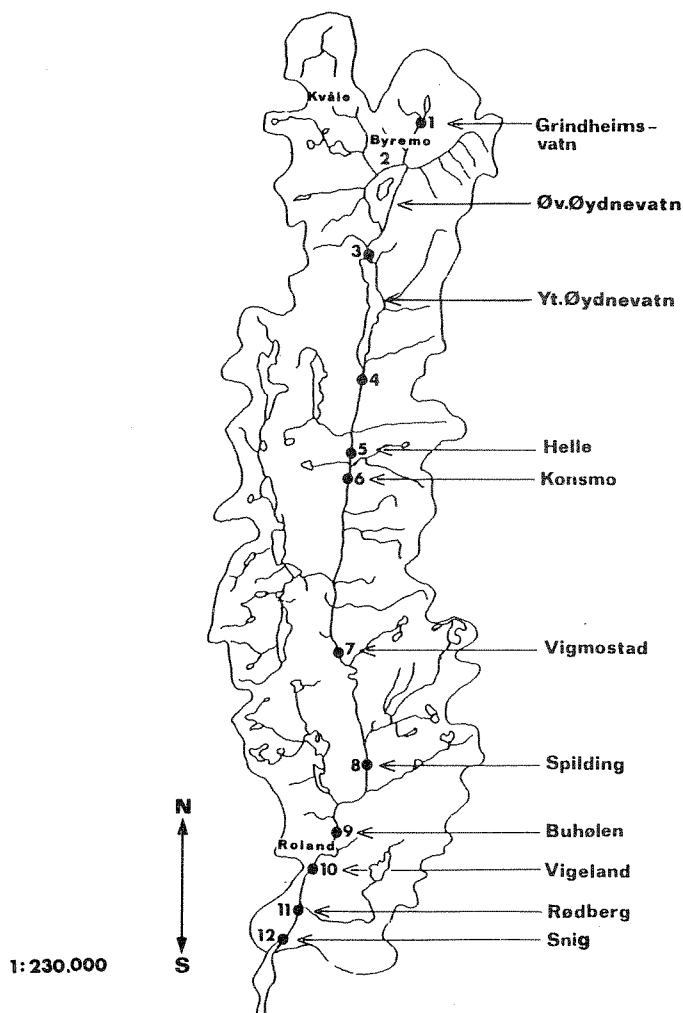 Kvåle
1
Grindheims-
vatn
Byremo
2
Øv.Øydnevatn
3
Yt.Øydnevatn
4
5
Helle
6
Konsmo
7
Vigmostad
8
Spilding
N
9
Buhølen
Roland
10
Vigeland
11
Rødberg
12
Snig
1:230.000
S